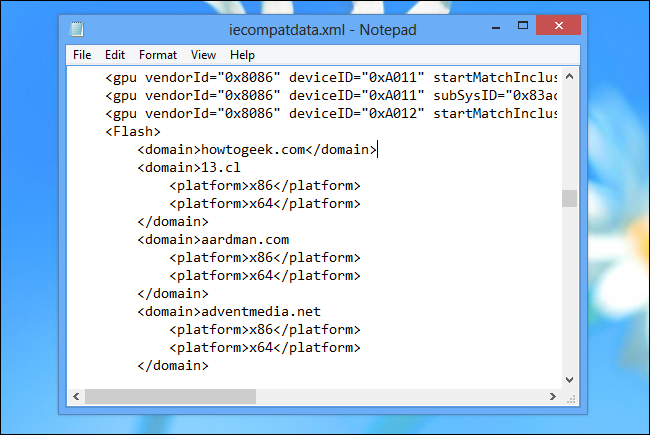 iecompatdata.xml - Notepad
File Edit Format View Help
<gpu vendorId="0x8086" deviceID="0xA011" startMatchInclus
<gpu vendorId="0x8086" deviceID="0xA011" subSysID="0x83ac
<gpu vendorId="0x8086" deviceID="0xA012" startMatchInclus
<Flash>
<domain>howtogeek.com</domain>
<domain>13.cl
<platform>x86</platform>
<platform>x64</platform>
</domain>
<domain>aardman.com
<platform>x86</platform>
<platform>x64</platform>
</domain>
<domain>adventmedia.net
<platform>x86</platform>
<platform>x64</platform>
</domain>